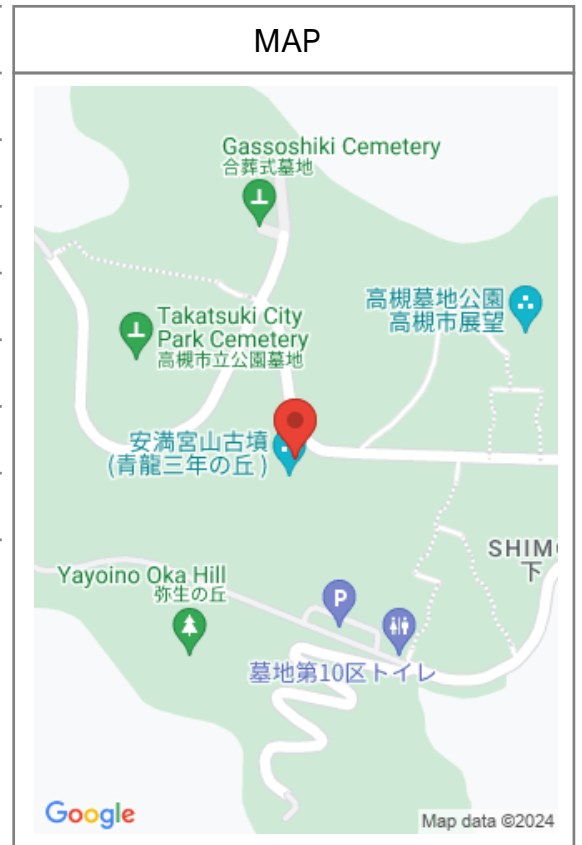 MAP
Gassoshiki Cemetery
合葬式墓地
高槻墓地公園
高槻市展望
Takatsuki City
Park Cemetery
高槻市立公園墓地
安満宮山古墳
(青龍三年の丘)
SHIM
下
Yayoino Oka Hill
弥生の丘
P
墓地第10区トイレ
Google
Map data ©2024